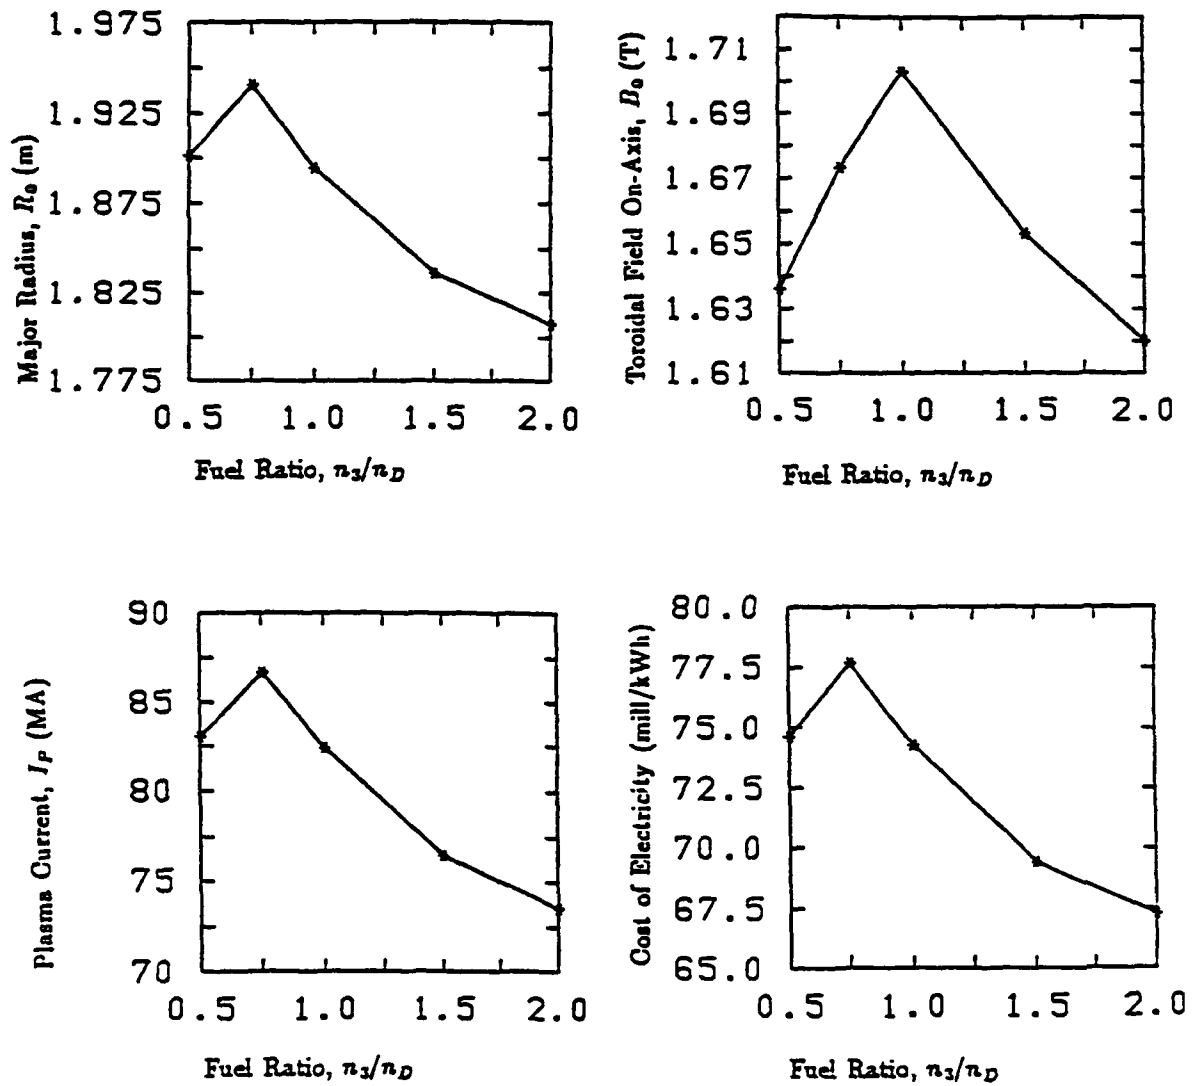 Major Radius, R₀ (m)
1.975
1.925
1.875
1.825
1.775
0.5 1.0 1.5 2.0
Fuel Ratio, n₃/n_D
Toroidal Field On-Axis, B₀ (T)
1.71
1.69
1.67
1.65
1.63
1.61
0.5 1.0 1.5 2.0
Fuel Ratio, n₃/n_D
Plasma Current, I_P (MA)
90
85
80
75
70
0.5 1.0 1.5 2.0
Fuel Ratio, n₃/n_D
Cost of Electricity (mill/kWh)
80.0
77.5
75.0
72.5
70.0
67.5
65.0
0.5 1.0 1.5 2.0
Fuel Ratio, n₃/n_D